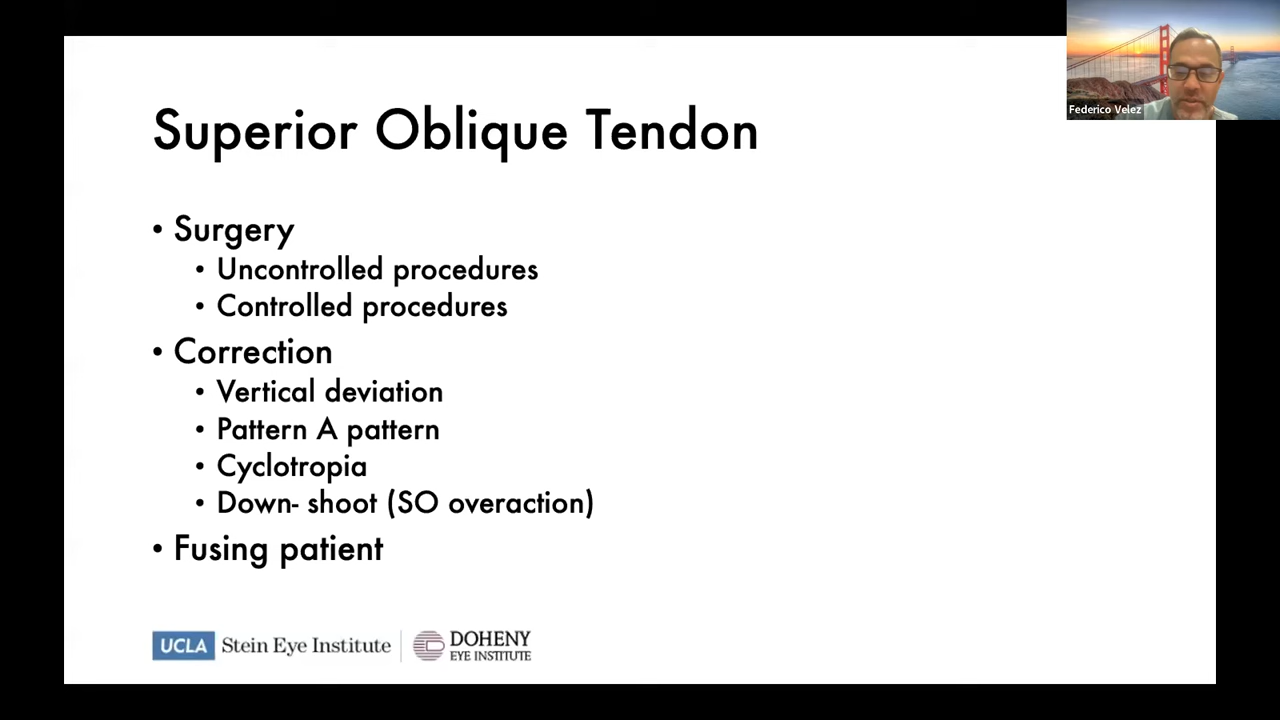 Federico Velez
Superior Oblique Tendon
• Surgery
• Uncontrolled procedures
• Controlled procedures
• Correction
• Vertical deviation
• Pattern A pattern
• Cyclotropia
• Down- shoot (SO overaction)
• Fusing patient
UCLA Stein Eye Institute
DOHENY
EYE INSTITUTE